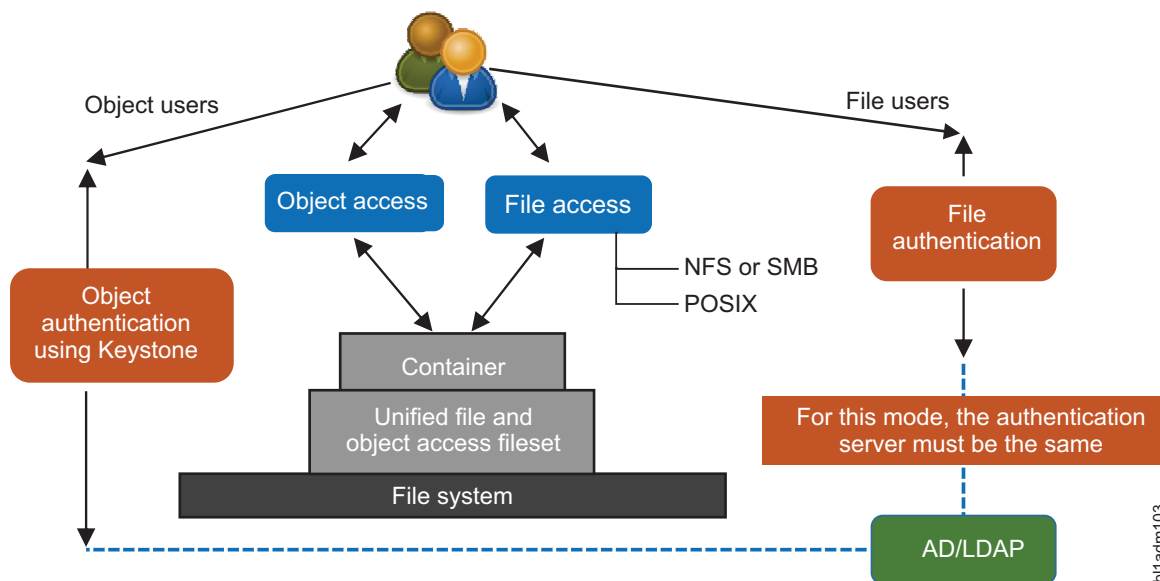 Object users
File users
Object access
File access
File
authentication
NFS or SMB
POSIX
Object
authentication
using Keystone
Container
Unified file and
object access fileset
For this mode, the authentication
server must be the same
File system
AD/LDAP